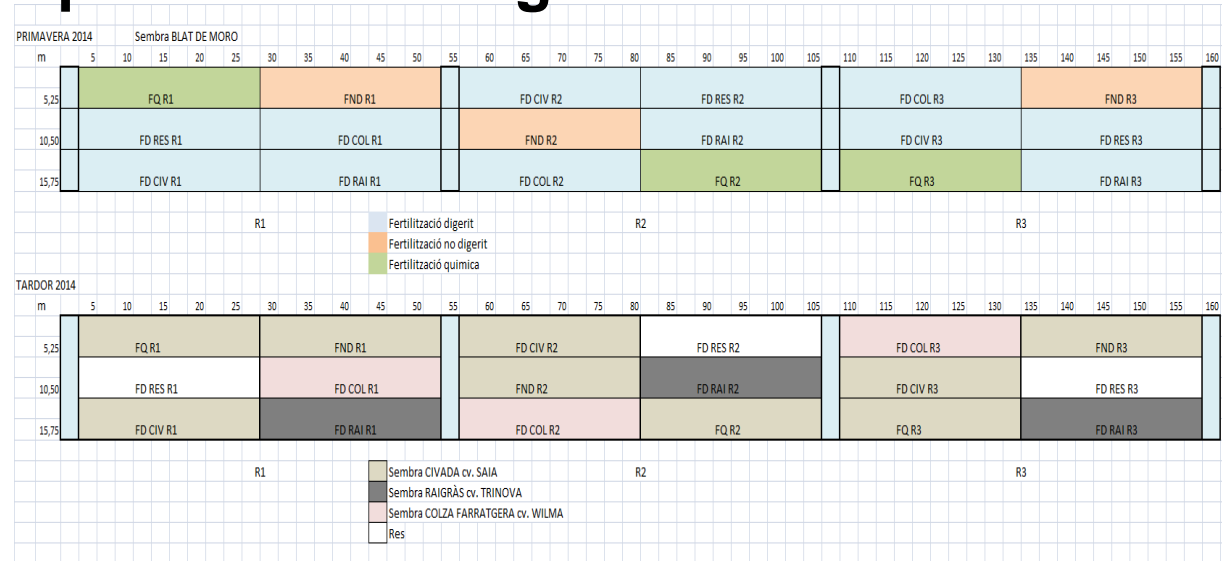 PRIMAVERA 2014 Sembra BLAT DE MORO
m 5 10 15 20 25 30 35 40 45 50 55 60 65 70 75 80 85 90 95 100 105 110 115 120 125 130 135 140 145 150 155 160
5,25 FQ R1 FND R1 FD CIV R2 FD RES R2 FD COL R3 FND R3
10,50 FD RES R1 FD COL R1 FND R2 FD RAI R2 FD CIV R3 FD RES R3
15,75 FD CIV R1 FD RAI R1 FD COL R2 FQ R2 FQ R3 FD RAI R3
R1 Fertilització digerit R2 R3
Fertilització no digerit
Fertilització quimica
TARDOR 2014
m 5 10 15 20 25 30 35 40 45 50 55 60 65 70 75 80 85 90 95 100 105 110 115 120 125 130 135 140 145 150 155 160
5,25 FQ R1 FND R1 FD CIV R2 FD RES R2 FD COL R3 FND R3
10,50 FD RES R1 FD COL R1 FND R2 FD RAI R2 FD CIV R3 FD RES R3
15,75 FD CIV R1 FD RAI R1 FD COL R2 FQ R2 FQ R3 FD RAI R3
R1 Sembra CIVADA cv. SAIA R2 R3
Sembra RAIGRÀS cv. TRINOVA
Sembra COLZA FARRATGERA cv. WILMA
Res